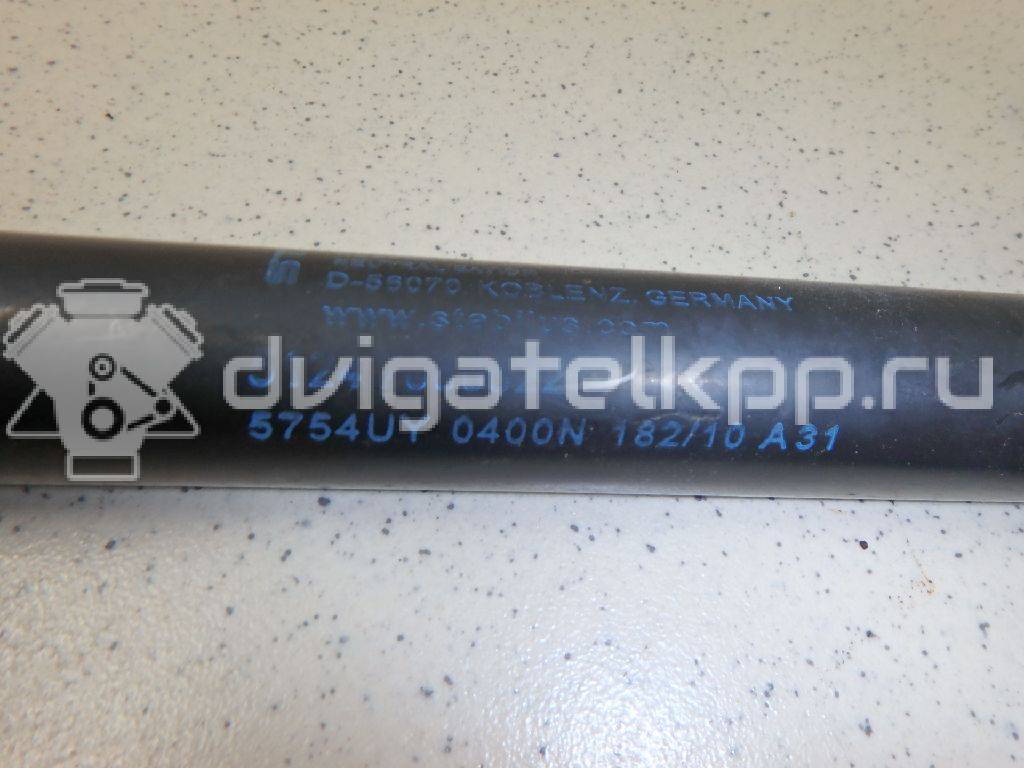 D-56070 KOBLENZ, GERMANY
www.stabilus.com
5754UY 0400N 182/10 A31
dvigatelkpp.ru